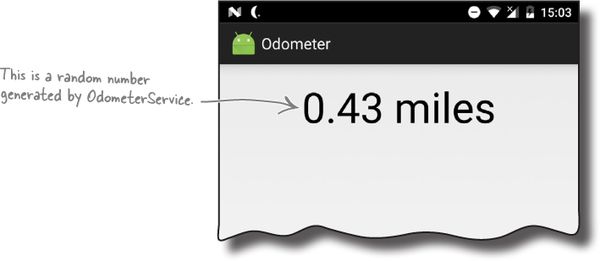 15:03
Odometer
This is a random number
generated by OdometerService.
0.43 miles